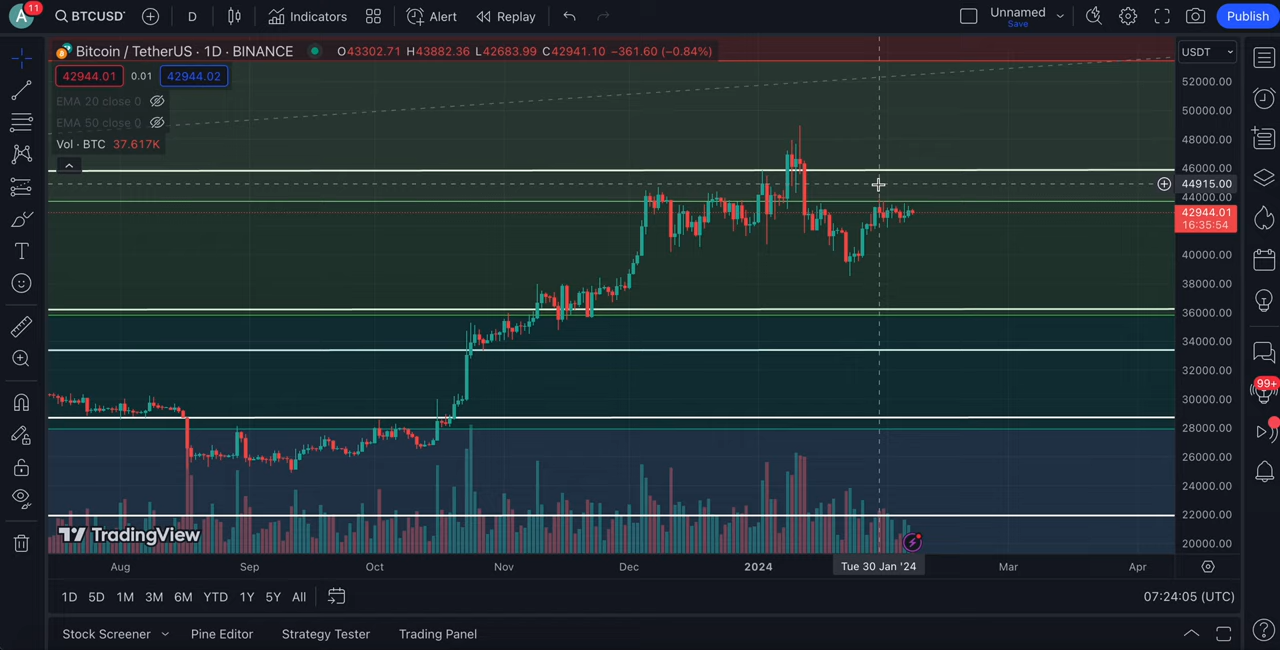 A 11 BTCUSD D Indicators Alert Replay Unnamed Save Publish
Bitcoin / TetherUS · 1D · BINANCE O43302.71 H43882.36 L42683.99 C42941.10 −361.60 (−0.84%) USDT
42944.01 0.01 42944.02
EMA 20 close 0
EMA 50 close 0
Vol · BTC 37.617K
52000.00
50000.00
48000.00
46000.00
44915.00
44000.00
42944.01
16:35:54
40000.00
38000.00
36000.00
34000.00
32000.00
30000.00
28000.00
26000.00
24000.00
22000.00
20000.00
99+
TradingView
Aug Sep Oct Nov Dec 2024 Tue 30 Jan '24 Mar Apr
1D 5D 1M 3M 6M YTD 1Y 5Y All 07:24:05 (UTC)
Stock Screener Pine Editor Strategy Tester Trading Panel